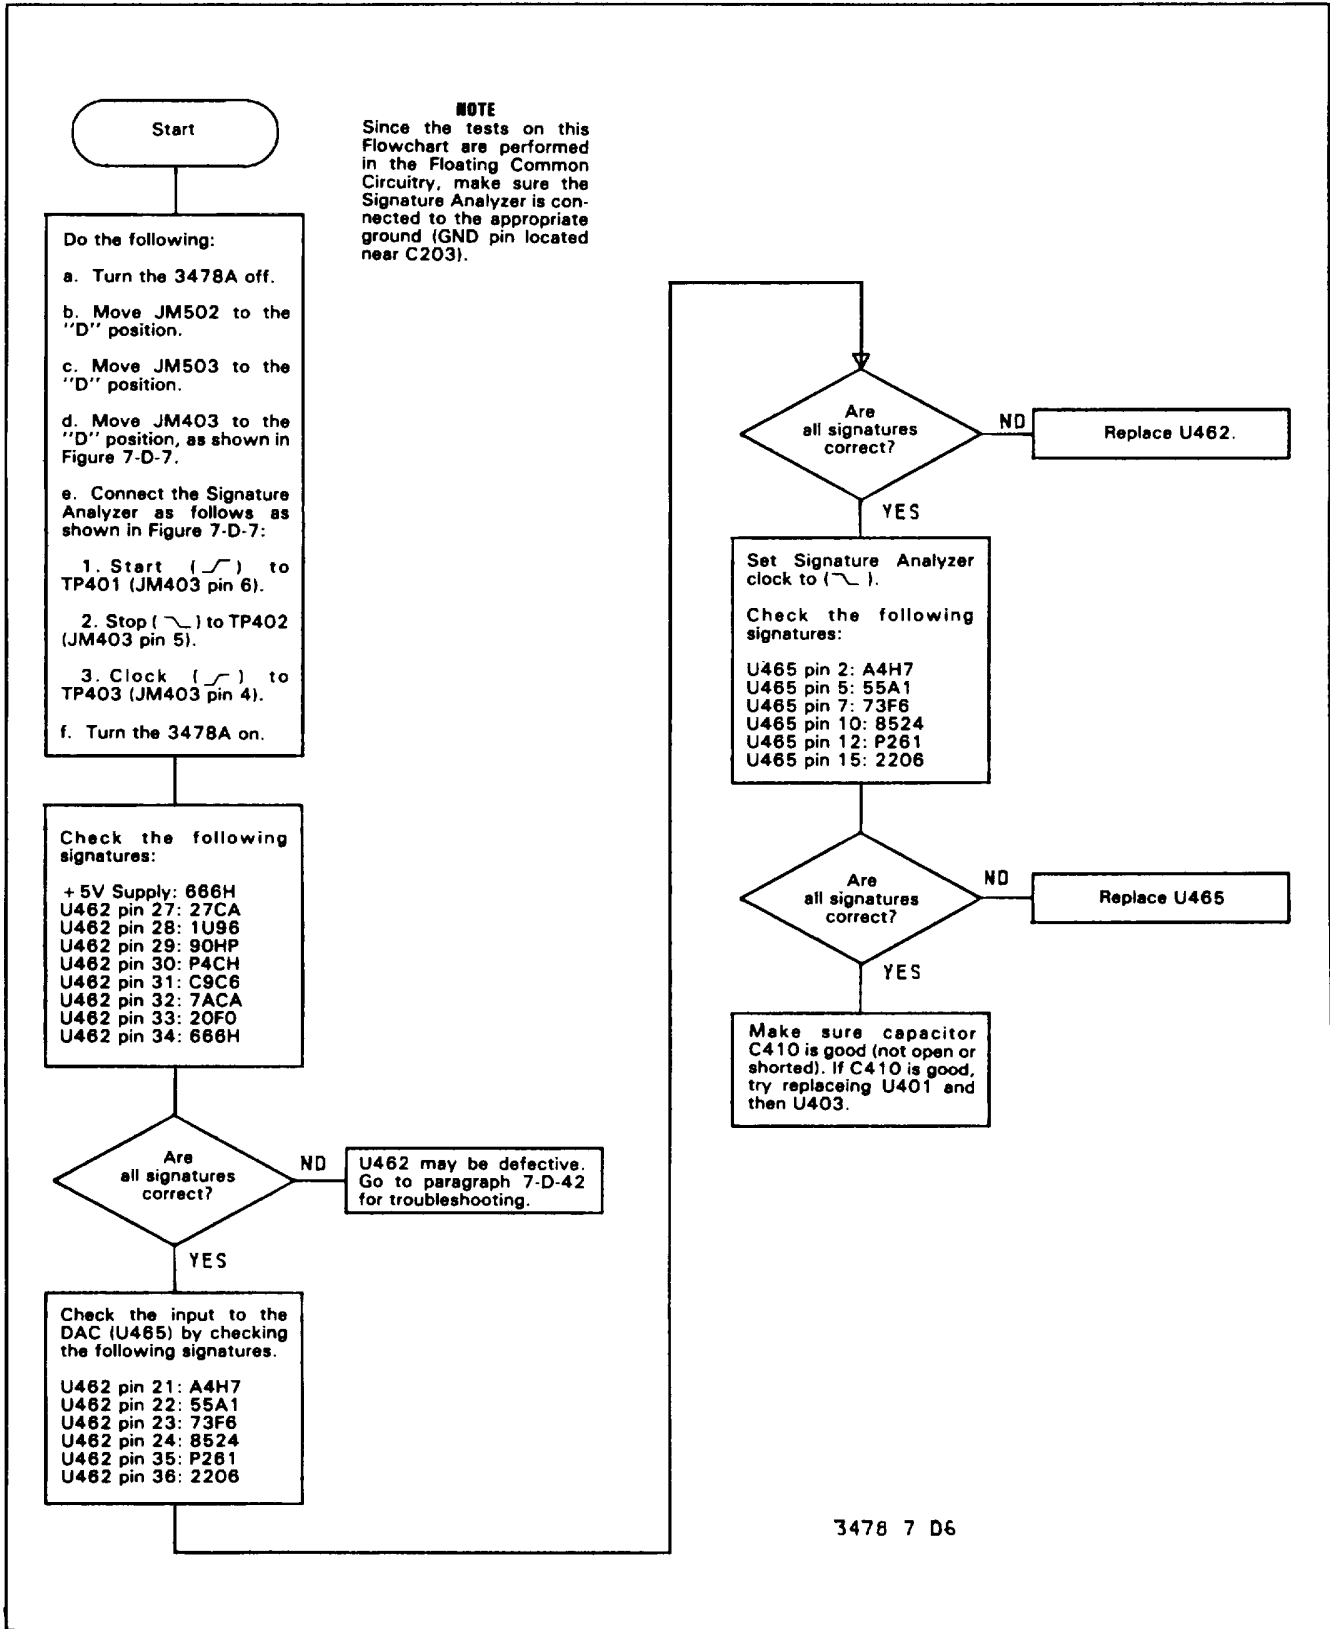 Start
NOTE
Since the tests on this
Flowchart are performed
in the Floating Common
Circuitry, make sure the
Signature Analyzer is con-
nected to the appropriate
ground (GND pin located
near C203).
Do the following:
a. Turn the 3478A off.
b. Move JM502 to the
''D'' position.
c. Move JM503 to the
''D'' position.
d. Move JM403 to the
''D'' position, as shown in
Figure 7-D-7.
e. Connect the Signature
Analyzer as follows as
shown in Figure 7-D-7:
1. Start ( ) to
TP401 (JM403 pin 6).
2. Stop ( ) to TP402
(JM403 pin 5).
3. Clock ( ) to
TP403 (JM403 pin 4).
f. Turn the 3478A on.
Check the following
signatures:
+ 5V Supply: 666H
U462 pin 27: 27CA
U462 pin 28: 1U96
U462 pin 29: 90HP
U462 pin 30: P4CH
U462 pin 31: C9C6
U462 pin 32: 7ACA
U462 pin 33: 20F0
U462 pin 34: 666H
Are
all signatures
correct?
NO
U462 may be defective.
Go to paragraph 7-D-42
for troubleshooting.
YES
Check the input to the
DAC (U465) by checking
the following signatures.
U462 pin 21: A4H7
U462 pin 22: 55A1
U462 pin 23: 73F6
U462 pin 24: 8524
U462 pin 35: P261
U462 pin 36: 2206
Are
all signatures
correct?
NO
Replace U462.
YES
Set Signature Analyzer
clock to ( ).
Check the following
signatures:
U465 pin 2: A4H7
U465 pin 5: 55A1
U465 pin 7: 73F6
U465 pin 10: 8524
U465 pin 12: P261
U465 pin 15: 2206
Are
all signatures
correct?
NO
Replace U465
YES
Make sure capacitor
C410 is good (not open or
shorted). If C410 is good,
try replaceing U401 and
then U403.
3478 7 D6